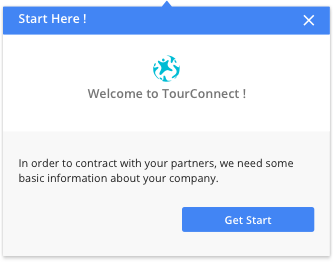 Start Here !
Welcome to TourConnect !
In order to contract with your partners, we need some
basic information about your company.
Get Start